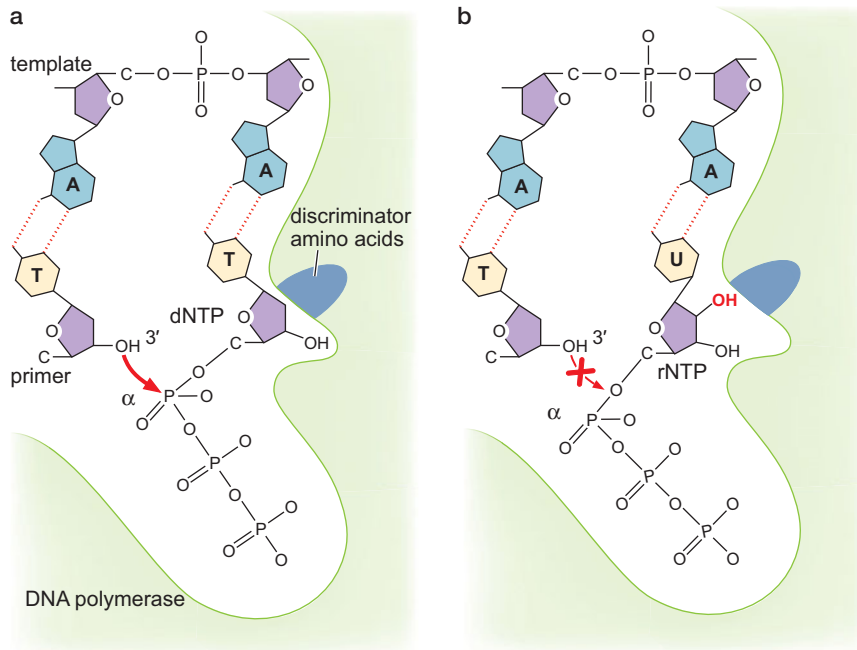 a
template
C
O
P
O
O
O
O
O
A
A
discriminator
amino acids
T
T
dNTP
O
OH 3′
C
primer
O
C
OH
O
α
P
O
O
O
O
P
O
O
P
O
O
O
DNA polymerase
b
O
C
O
P
O
O
O
O
A
A
T
U
OH
O
OH 3′
C
O
C
OH
rNTP
O
α
P
O
O
O
O
P
O
O
P
O
O
O